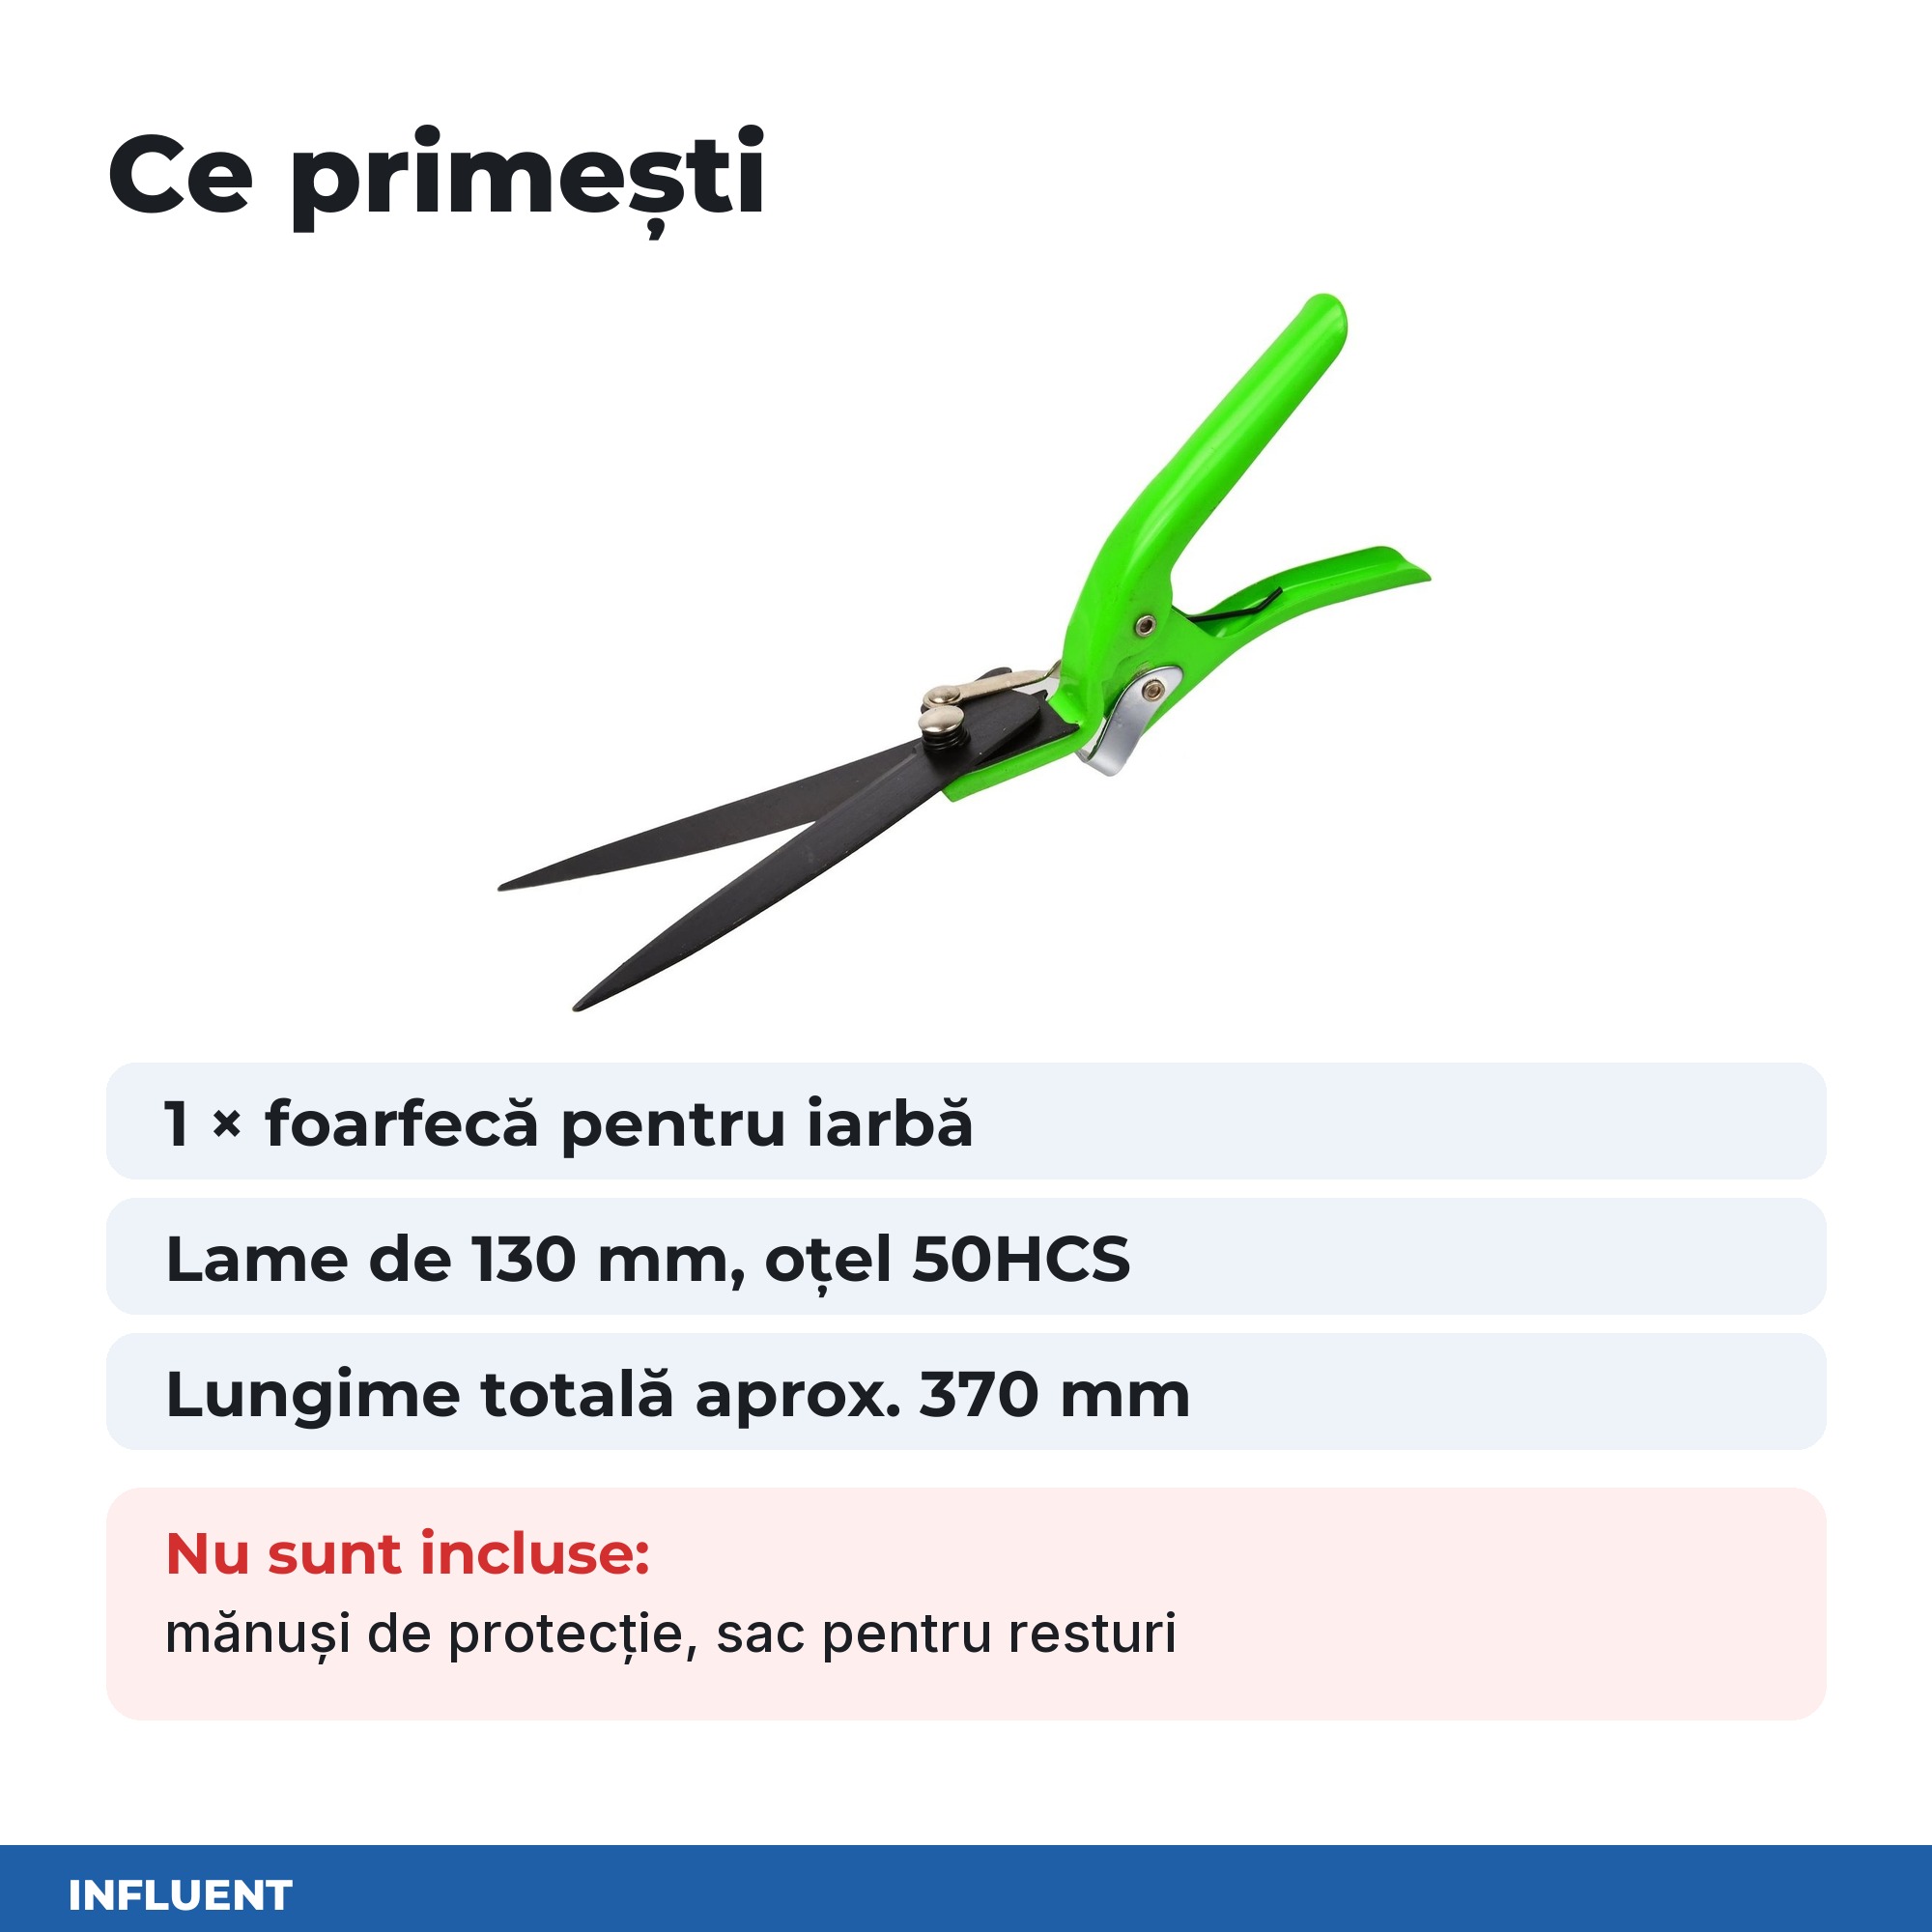 Ce primești
1 × foarfecă pentru iarbă
Lame de 130 mm, oțel 50HCS
Lungime totală aprox. 370 mm
Nu sunt incluse:
mănuși de protecție, sac pentru resturi
INFLUENT